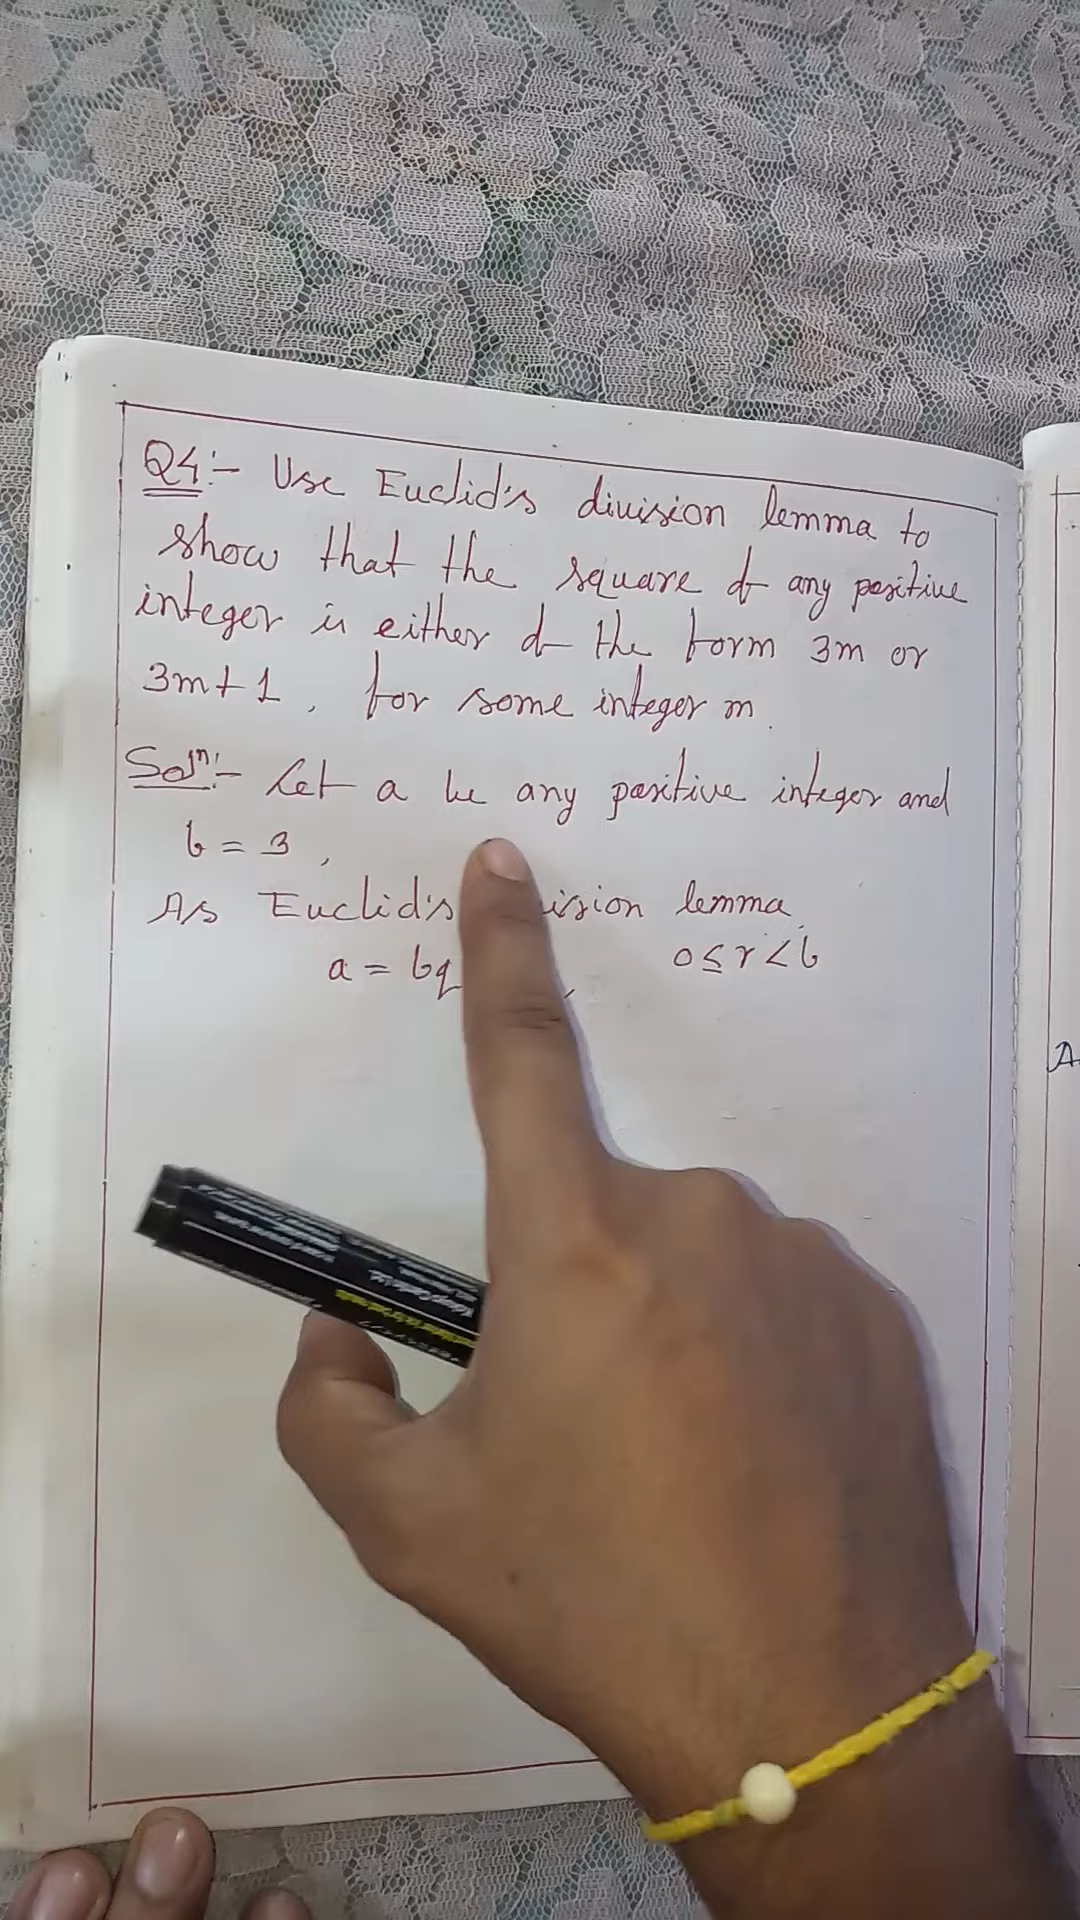 Q4:- Use Euclid's division lemma to
show that the square of any positive
integer is either of the form 3m or
3m+1, for some integer m.
Solⁿ:- Let a be any positive integer and
b = 3,
As Euclid's lemma
a = bq , 0≤r<b